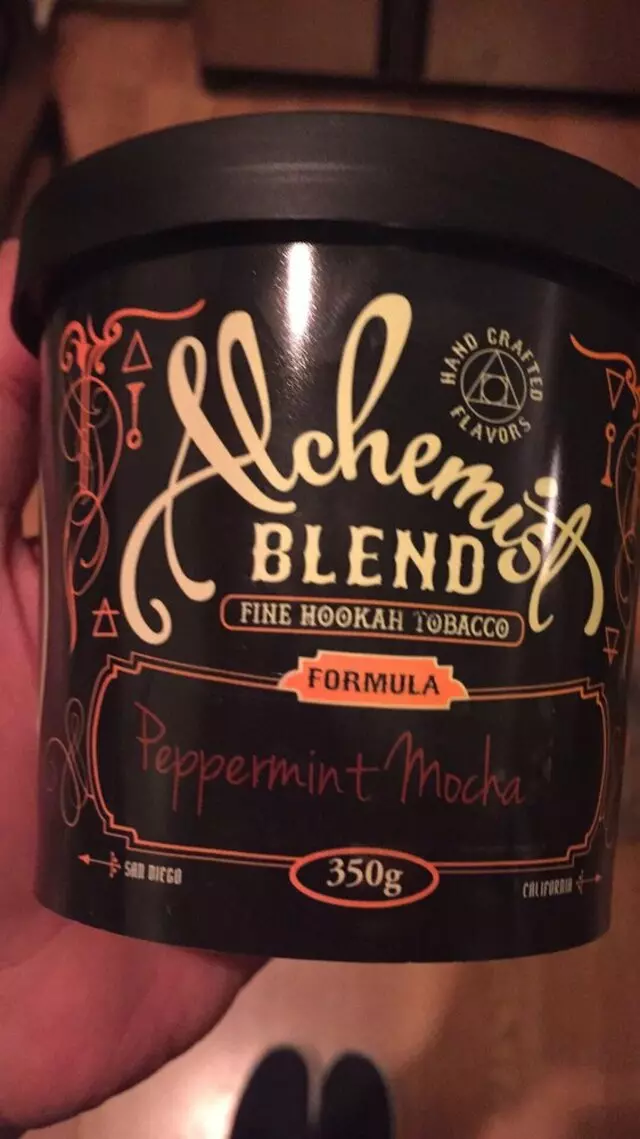 HAND CRAFTED
FLAVORS
Alchemist
BLEND
FINE HOOKAH TOBACCO
FORMULA
Peppermint Mocha
350g
SAN DIEGO
CALIFORNIA